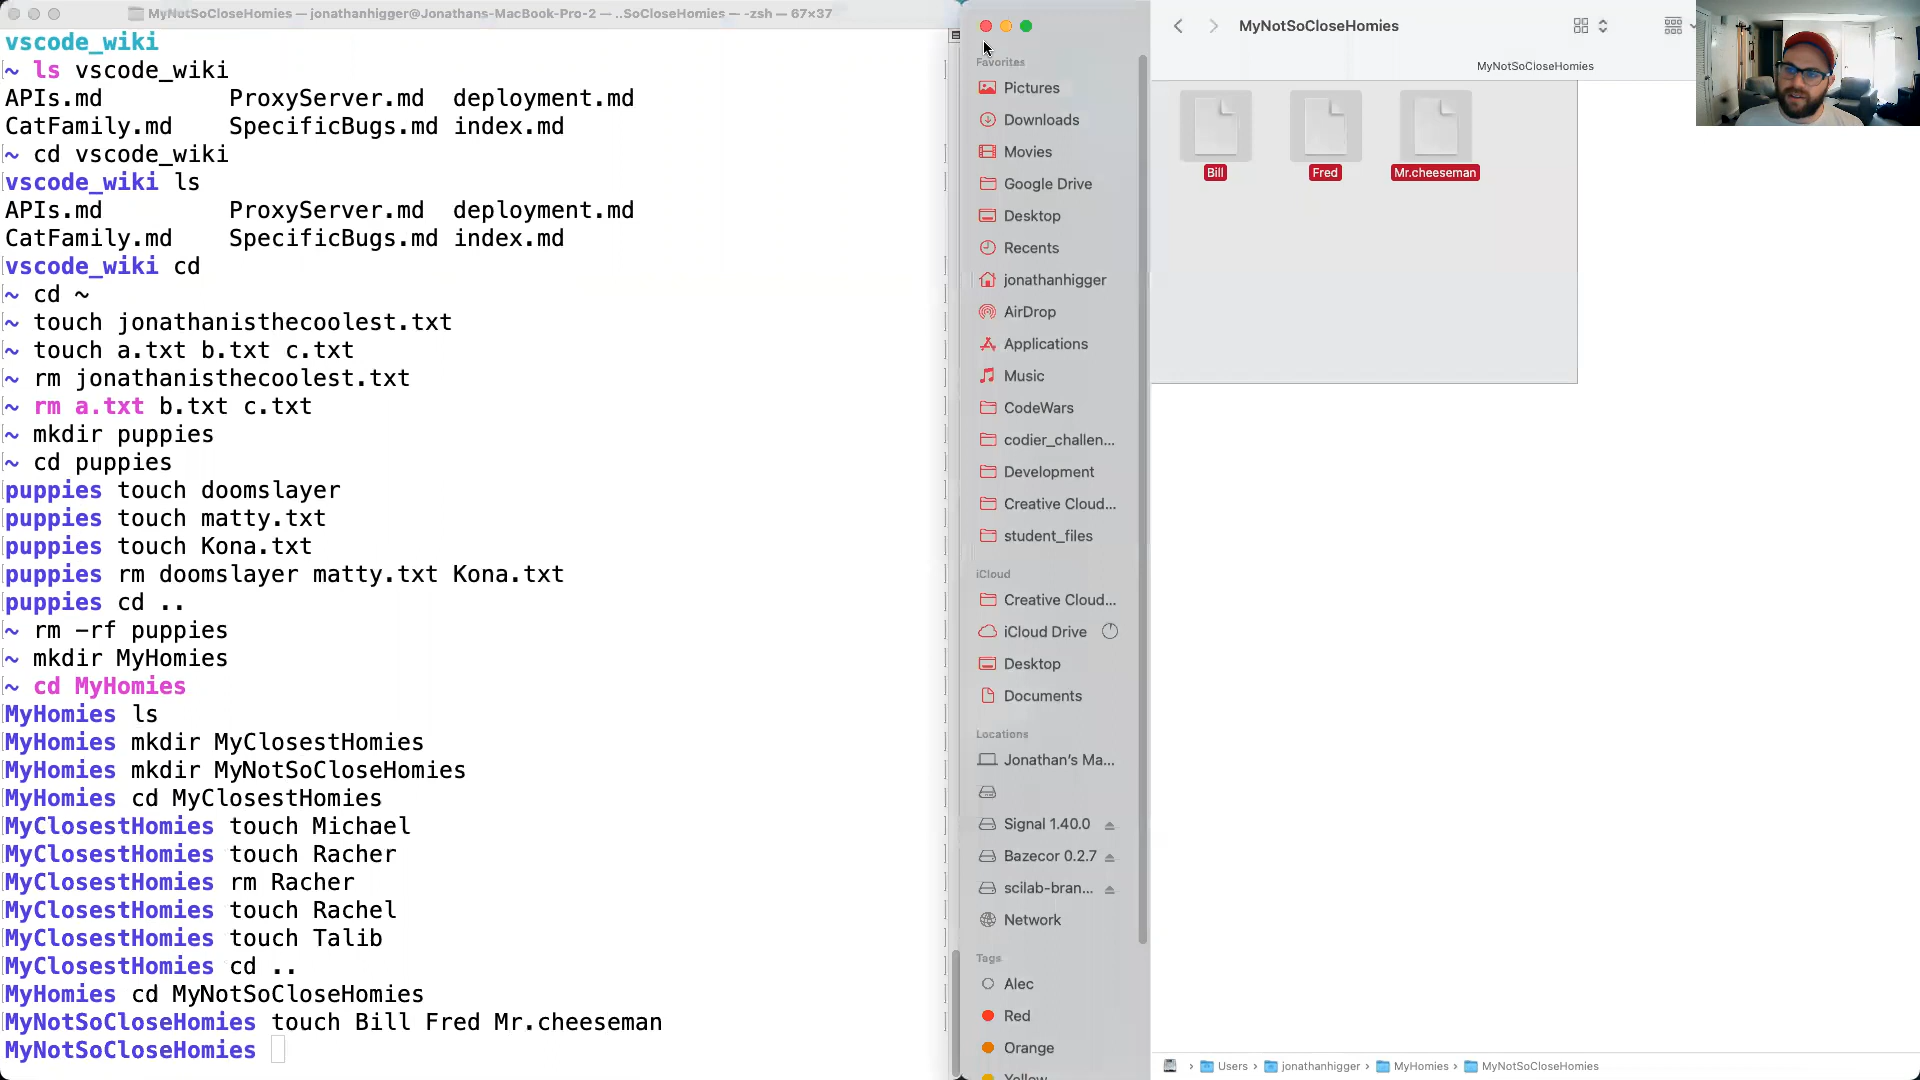 MyNotSoCloseHomies — jonathanhigger@Jonathans-MacBook-Pro-2 — ..SoCloseHomies — -zsh — 67×37
vscode_wiki
~ ls vscode_wiki
APIs.md ProxyServer.md deployment.md
CatFamily.md SpecificBugs.md index.md
~ cd vscode_wiki
vscode_wiki ls
APIs.md ProxyServer.md deployment.md
CatFamily.md SpecificBugs.md index.md
vscode_wiki cd
~ cd ~
~ touch jonathanisthecoolest.txt
~ touch a.txt b.txt c.txt
~ rm jonathanisthecoolest.txt
~ rm a.txt b.txt c.txt
~ mkdir puppies
~ cd puppies
puppies touch doomslayer
puppies touch matty.txt
puppies touch Kona.txt
puppies rm doomslayer matty.txt Kona.txt
puppies cd ..
~ rm -rf puppies
~ mkdir MyHomies
~ cd MyHomies
MyHomies ls
MyHomies mkdir MyClosestHomies
MyHomies mkdir MyNotSoCloseHomies
MyHomies cd MyClosestHomies
MyClosestHomies touch Michael
MyClosestHomies touch Racher
MyClosestHomies rm Racher
MyClosestHomies touch Rachel
MyClosestHomies touch Talib
MyClosestHomies cd ..
MyHomies cd MyNotSoCloseHomies
MyNotSoCloseHomies touch Bill Fred Mr.cheeseman
MyNotSoCloseHomies
Favorites
Pictures
Downloads
Movies
Google Drive
Desktop
Recents
jonathanhigger
AirDrop
Applications
Music
CodeWars
codier_challen...
Development
Creative Cloud...
student_files
iCloud
Creative Cloud...
iCloud Drive
Desktop
Documents
Locations
Jonathan's Ma...
Signal 1.40.0
Bazecor 0.2.7
scilab-bran...
Network
Tags
Alec
Red
Orange
Yellow
MyNotSoCloseHomies
MyNotSoCloseHomies
Bill Fred Mr.cheeseman
Users › jonathanhigger › MyHomies › MyNotSoCloseHomies